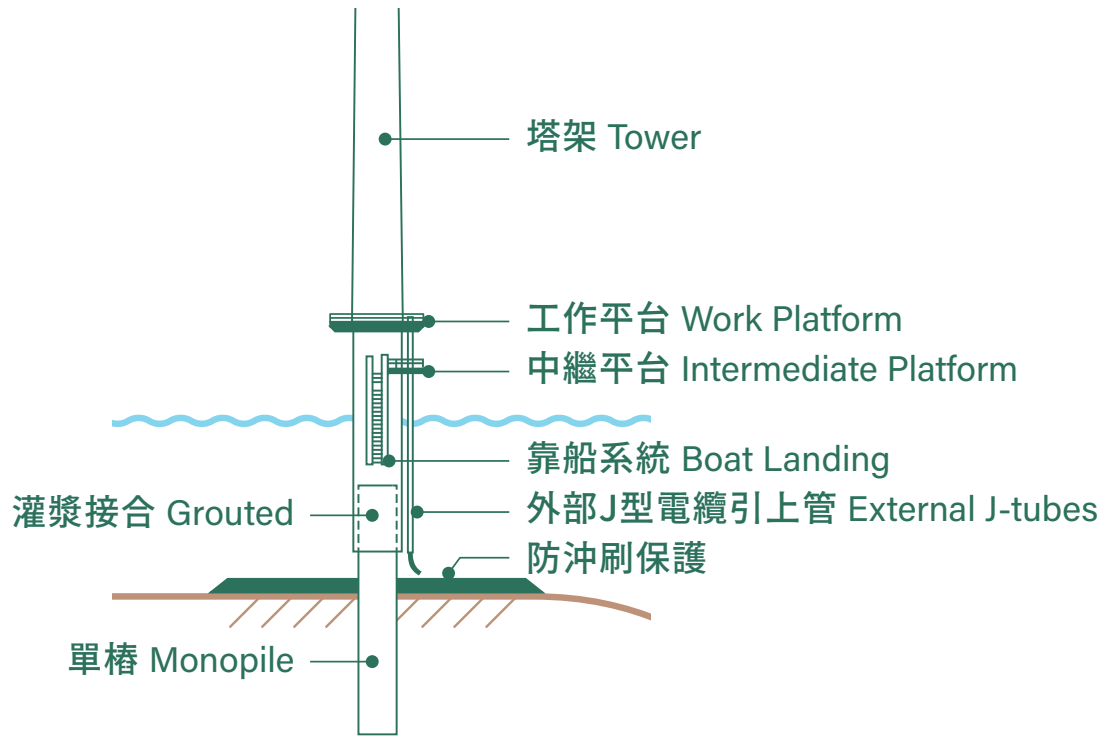 塔架 Tower
工作平台 Work Platform
中繼平台 Intermediate Platform
靠船系統 Boat Landing
灌漿接合 Grouted
外部J型電纜引上管 External J-tubes
防沖刷保護
單樁 Monopile